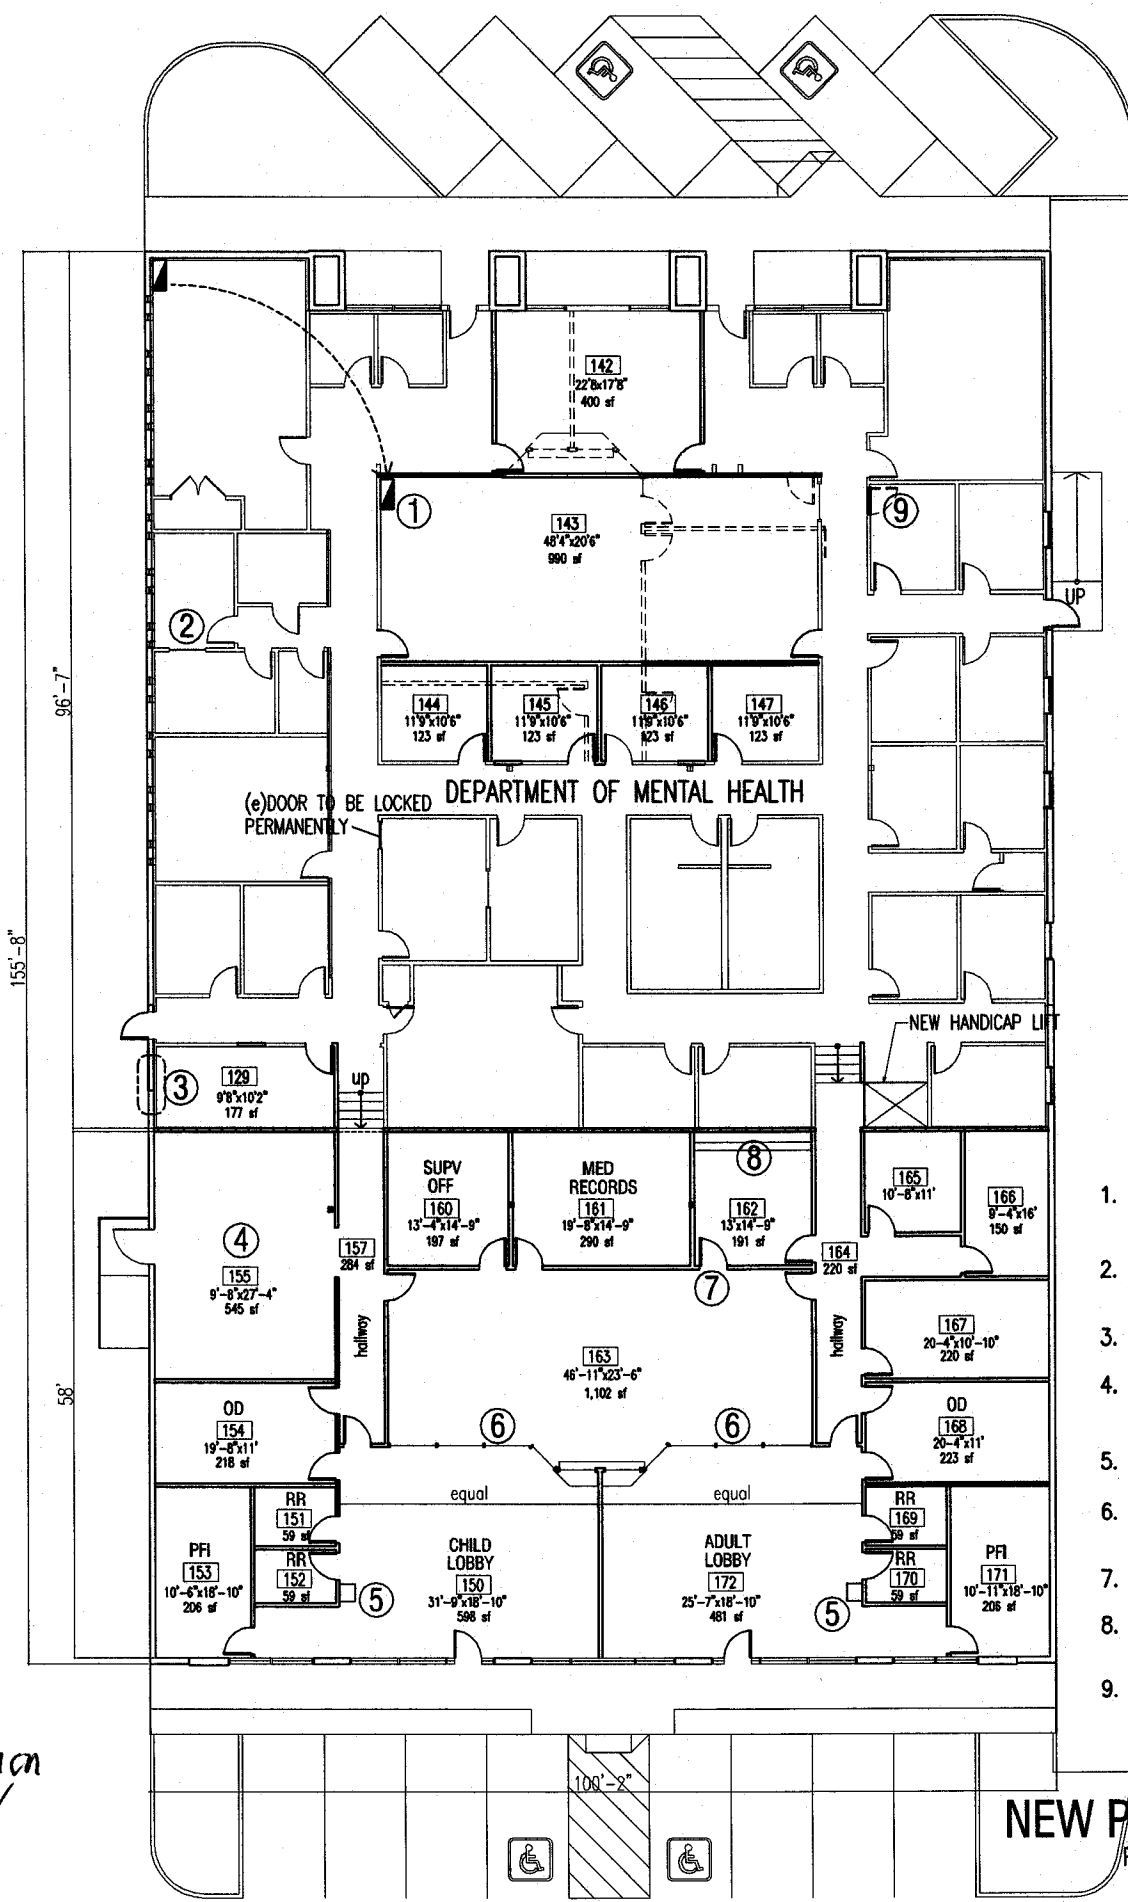 142
22'8x17'8"
400 sf
1
143
48'4"x20'6"
990 sf
9
UP
2
144
11'9"x10'6"
123 sf
145
11'9"x10'6"
123 sf
146
11'9"x10'6"
123 sf
147
11'9"x10'6"
123 sf
96'-7"
(e)DOOR TO BE LOCKED
PERMANENTLY
DEPARTMENT OF MENTAL HEALTH
155'-8"
NEW HANDICAP LIFT
3
129
9'8"x10'2"
177 sf
up
SUPV
OFF
160
13'-4"x14'-9"
197 sf
MED
RECORDS
161
19'-8"x14'-9"
290 sf
8
162
13'x14'-9"
191 sf
165
10'-8"x11'
166
9'-4"x16'
150 sf
4
155
9'-8"x27'-4"
545 sf
157
284 sf
164
220 sf
7
hallway
hallway
163
46'-11"x23'-6"
1,102 sf
167
20-4"x10'-10"
220 sf
58'
OD
154
19'-8"x11'
218 sf
6
6
OD
168
20-4"x11'
223 sf
equal
equal
RR
151
59 sf
RR
169
59 sf
PFI
153
10'-6"x18'-10"
206 sf
RR
152
59 sf
5
CHILD
LOBBY
150
31'-9"x18'-10"
598 sf
ADULT
LOBBY
172
25'-7"x18'-10"
481 sf
5
RR
170
59 sf
PFI
171
10'-11"x18'-10"
206 sf
1.
2.
3.
4.
5.
6.
7.
8.
9.
100'-2"
NEW P